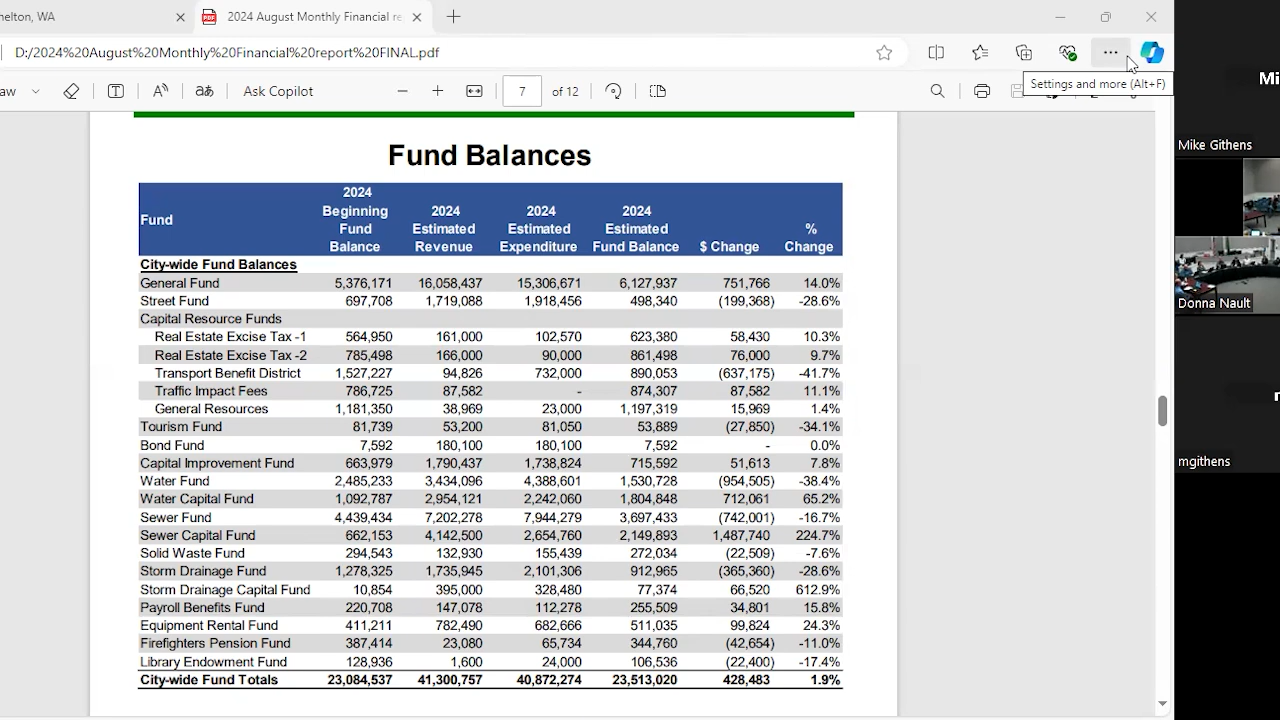 helton, WA
2024 August Monthly Financial re
D:/2024%20August%20Monthly%20Financial%20report%20FINAL.pdf
aw
Ask Copilot
7 of 12
Settings and more (Alt+F)
Fund Balances
Fund 2024 Beginning Fund Balance 2024 Estimated Revenue 2024 Estimated Expenditure 2024 Estimated Fund Balance $ Change % Change
City-wide Fund Balances
General Fund 5,376,171 16,058,437 15,306,671 6,127,937 751,766 14.0%
Street Fund 697,708 1,719,088 1,918,456 498,340 (199,368) -28.6%
Capital Resource Funds
Real Estate Excise Tax -1 564,950 161,000 102,570 623,380 58,430 10.3%
Real Estate Excise Tax -2 785,498 166,000 90,000 861,498 76,000 9.7%
Transport Benefit District 1,527,227 94,826 732,000 890,053 (637,175) -41.7%
Traffic Impact Fees 786,725 87,582 - 874,307 87,582 11.1%
General Resources 1,181,350 38,969 23,000 1,197,319 15,969 1.4%
Tourism Fund 81,739 53,200 81,050 53,889 (27,850) -34.1%
Bond Fund 7,592 180,100 180,100 7,592 - 0.0%
Capital Improvement Fund 663,979 1,790,437 1,738,824 715,592 51,613 7.8%
Water Fund 2,485,233 3,434,096 4,388,601 1,530,728 (954,505) -38.4%
Water Capital Fund 1,092,787 2,954,121 2,242,060 1,804,848 712,061 65.2%
Sewer Fund 4,439,434 7,202,278 7,944,279 3,697,433 (742,001) -16.7%
Sewer Capital Fund 662,153 4,142,500 2,654,760 2,149,893 1,487,740 224.7%
Solid Waste Fund 294,543 132,930 155,439 272,034 (22,509) -7.6%
Storm Drainage Fund 1,278,325 1,735,945 2,101,306 912,965 (365,360) -28.6%
Storm Drainage Capital Fund 10,854 395,000 328,480 77,374 66,520 612.9%
Payroll Benefits Fund 220,708 147,078 112,278 255,509 34,801 15.8%
Equipment Rental Fund 411,211 782,490 682,666 511,035 99,824 24.3%
Firefighters Pension Fund 387,414 23,080 65,734 344,760 (42,654) -11.0%
Library Endowment Fund 128,936 1,600 24,000 106,536 (22,400) -17.4%
City-wide Fund Totals 23,084,537 41,300,757 40,872,274 23,513,020 428,483 1.9%
Mi
Mike Githens
Donna Nault
mgithens